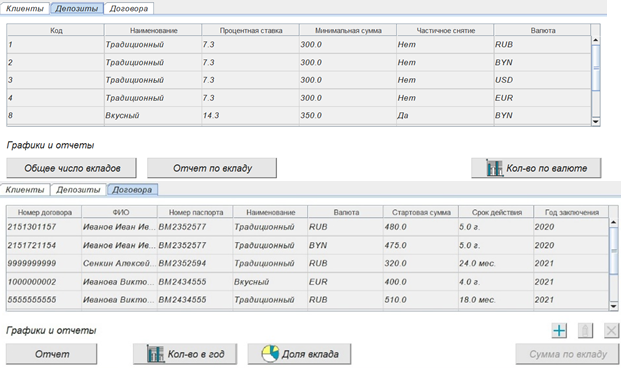 Клиенты Депозиты Договора
Код Наименование Процентная ставка Минимальная сумма Частичное снятие Валюта
1 Традиционный 7.3 300.0 Нет RUB
2 Традиционный 7.3 300.0 Нет BYN
3 Традиционный 7.3 300.0 Нет USD
4 Традиционный 7.3 300.0 Нет EUR
8 Вкусный 14.3 350.0 Да BYN
Графики и отчеты
Общее число вкладов Отчет по вкладу Кол-во по валюте
Клиенты Депозиты Договора
Номер договора ФИО Номер паспорта Наименование Валюта Стартовая сумма Срок действия Год заключения
2151301157 Иванов Иван Ие... BM2352577 Традиционный RUB 480.0 5.0 г. 2020
2151721154 Иванов Иван Ие... BM2352577 Традиционный BYN 475.0 5.0 г. 2020
9999999999 Сенкин Алексей... BM2352594 Традиционный RUB 320.0 24.0 мес. 2021
1000000002 Иванова Викто... BM2434555 Вкусный EUR 400.0 4.0 г. 2021
5555555555 Иванова Викто... BM2434555 Традиционный RUB 510.0 18.0 мес. 2021
Графики и отчеты
Отчет Кол-во в год Доля вклада Сумма по вкладу